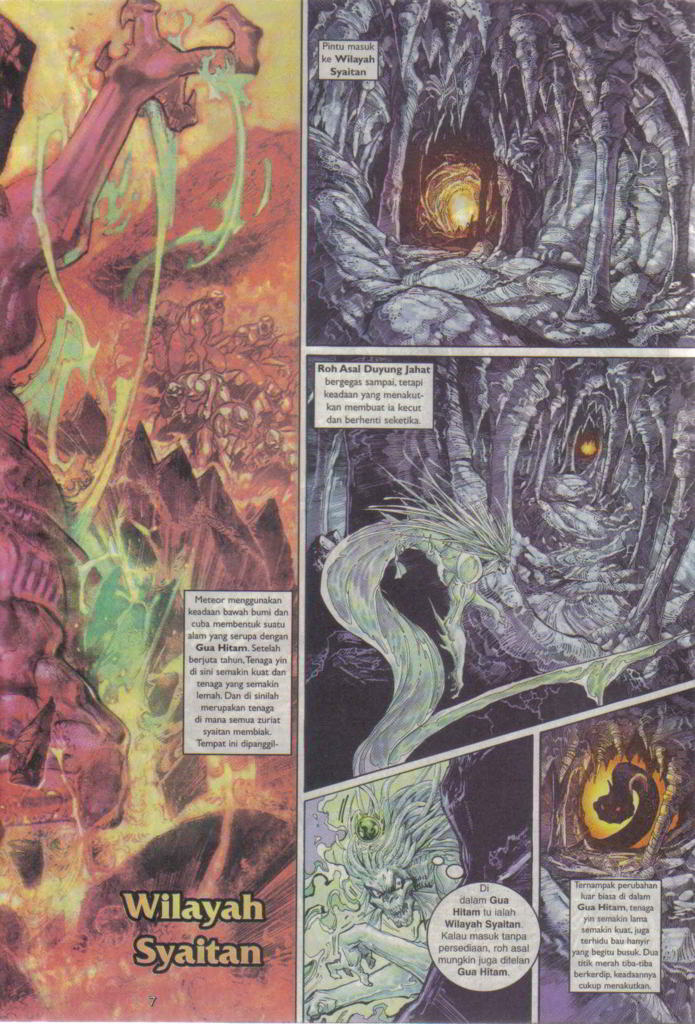 Meteor menggunakan
keadaan bawah bumi dan
cuba membentuk suatu
alam yang serupa dengan
Gua Hitam. Setelah
berjuta tahun, Tenaga yin
di sini semakin kuat dan
tenaga yang semakin
lemah. Dan di sinilah
merupakan tenaga
di mana semua zuriat
syaitan membiak.
Tempat ini dipanggil-
Wilayah
Syaitan
7
Pintu masuk
ke Wilayah
Syaitan
Roh Asal Duyung Jahat
bergegas sampai, tetapi
keadaan yang menakut-
kan membuat ia kecut
dan berhenti seketika.
Di
dalam Gua
Hitam tu ialah
Wilayah Syaitan.
Kalau masuk tanpa
persediaan, roh asal
mungkin juga ditelan
Gua Hitam.
Ternampak perubahan
luar biasa di dalam
Gua Hitam, tenaga
yin semakin lama
semakin kuat, juga
terhidu bau hanyir
yang begitu busuk. Dua
titik merah tiba-tiba
berkerdip, keadaannya
cukup menakutkan.